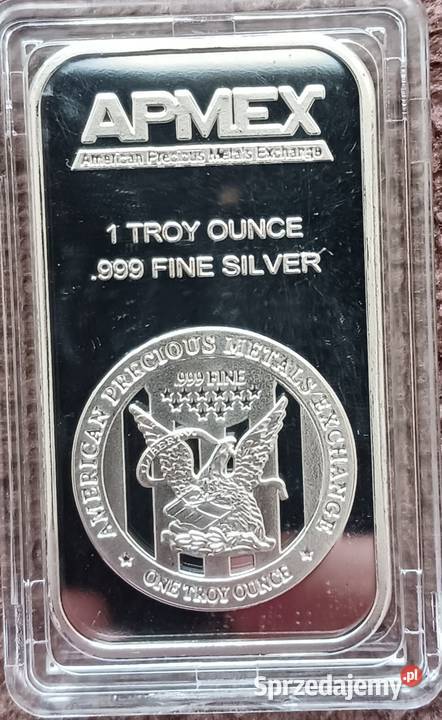 APMEX
American Precious Metals Exchange
1 TROY OUNCE
.999 FINE SILVER
AMERICAN PRECIOUS METALS EXCHANGE
.999 FINE
LIBERTY
★ ONE TROY OUNCE ★
Sprzedajemy.pl